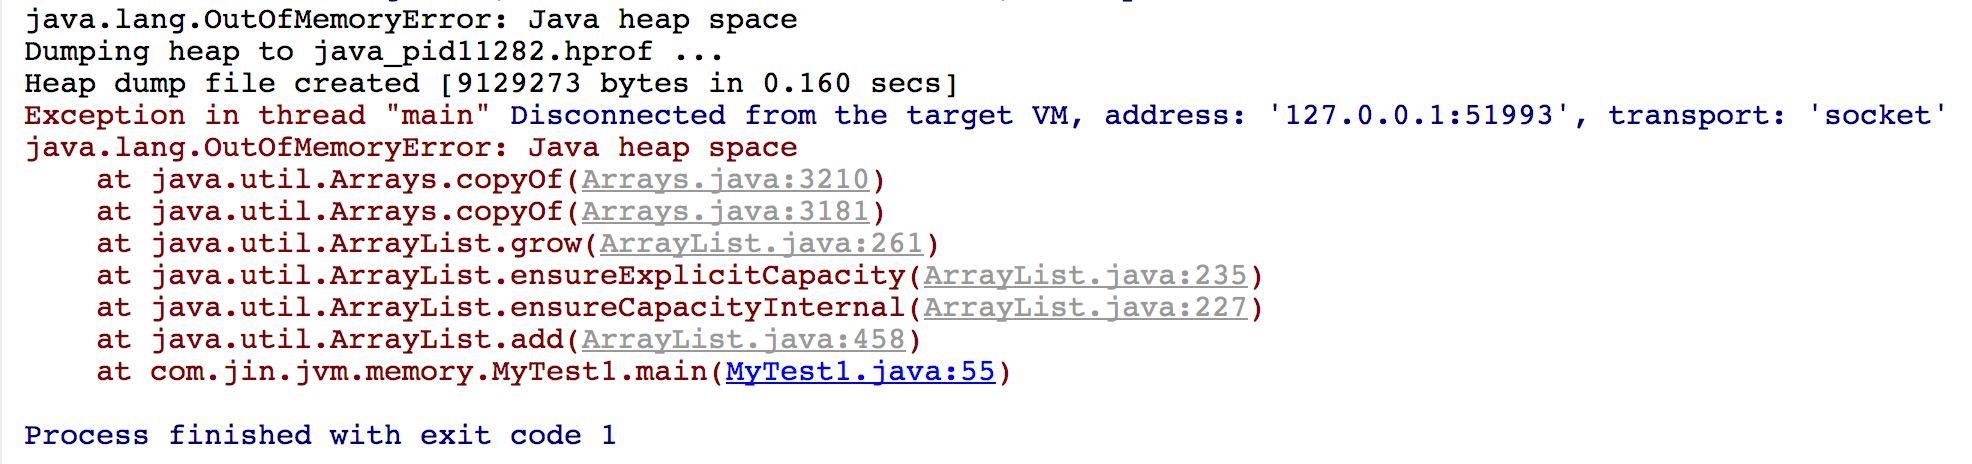 java.lang.OutOfMemoryError: Java heap space
Dumping heap to java_pid11282.hprof ...
Heap dump file created [9129273 bytes in 0.160 secs]
Exception in thread "main" Disconnected from the target VM, address: '127.0.0.1:51993', transport: 'socket'
java.lang.OutOfMemoryError: Java heap space
    at java.util.Arrays.copyOf(Arrays.java:3210)
    at java.util.Arrays.copyOf(Arrays.java:3181)
    at java.util.ArrayList.grow(ArrayList.java:261)
    at java.util.ArrayList.ensureExplicitCapacity(ArrayList.java:235)
    at java.util.ArrayList.ensureCapacityInternal(ArrayList.java:227)
    at java.util.ArrayList.add(ArrayList.java:458)
    at com.jin.jvm.memory.MyTest1.main(MyTest1.java:55)
Process finished with exit code 1